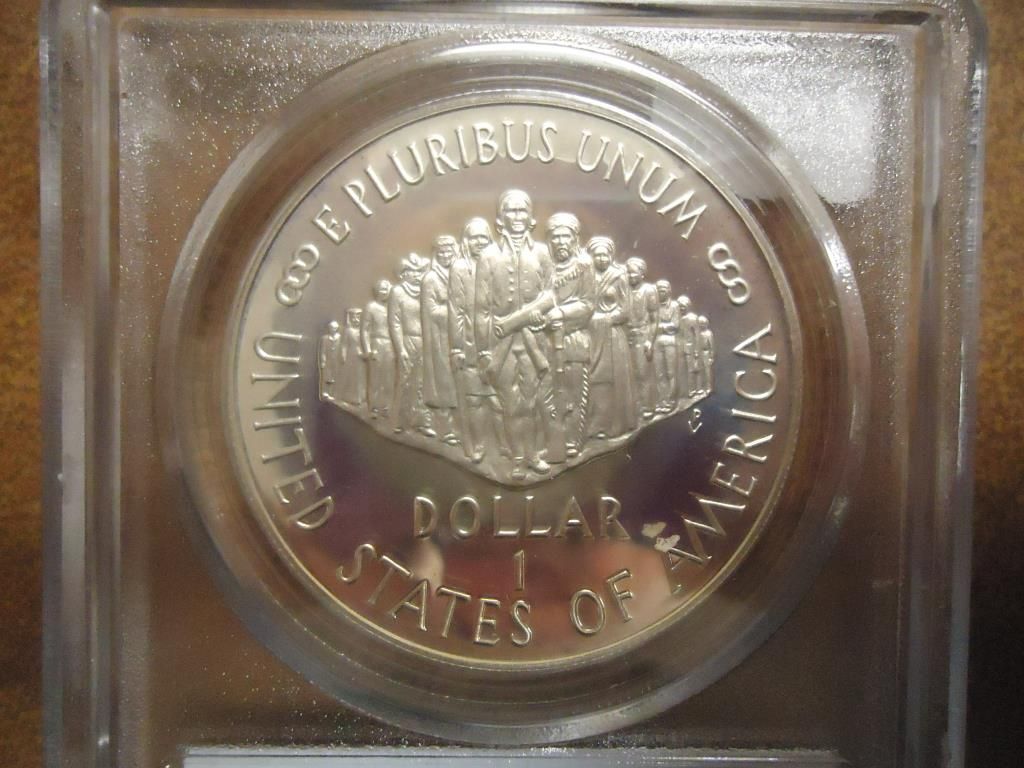 E PLURIBUS UNUM
DOLLAR
1
UNITED STATES OF AMERICA